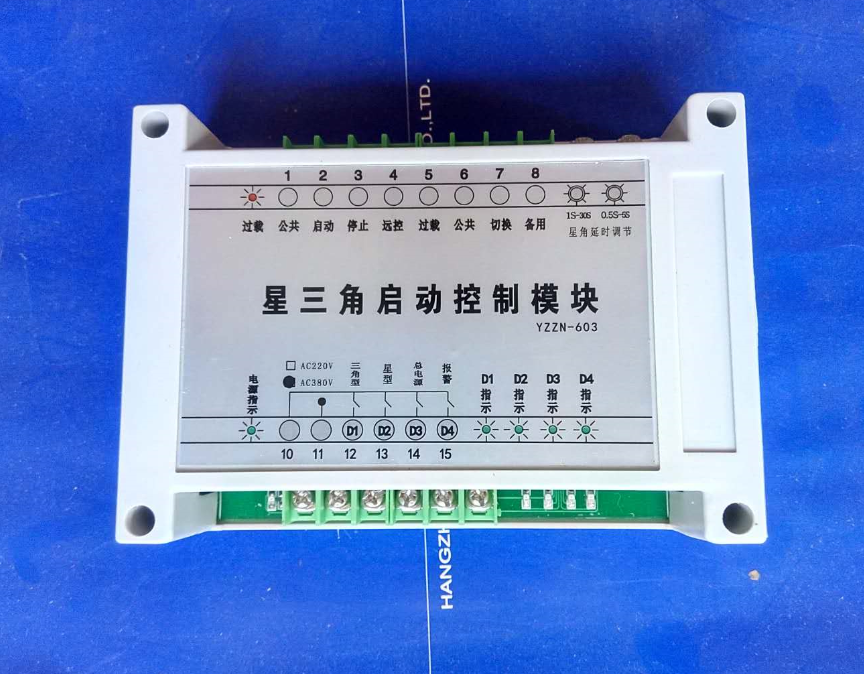 D.,LTD.
1 2 3 4 5 6 7 8
过载 公共 启动 停止 远控 过载 公共 切换 备用
1S-30S 0.5S-6S
星角延时调节
星三角启动控制模块
YZZN-603
电源指示
AC220V
AC380V
三角型
星型
总电源
报警
D1指示
D2指示
D3指示
D4指示
D1 D2 D3 D4
10 11 12 13 14 15
HANGZH